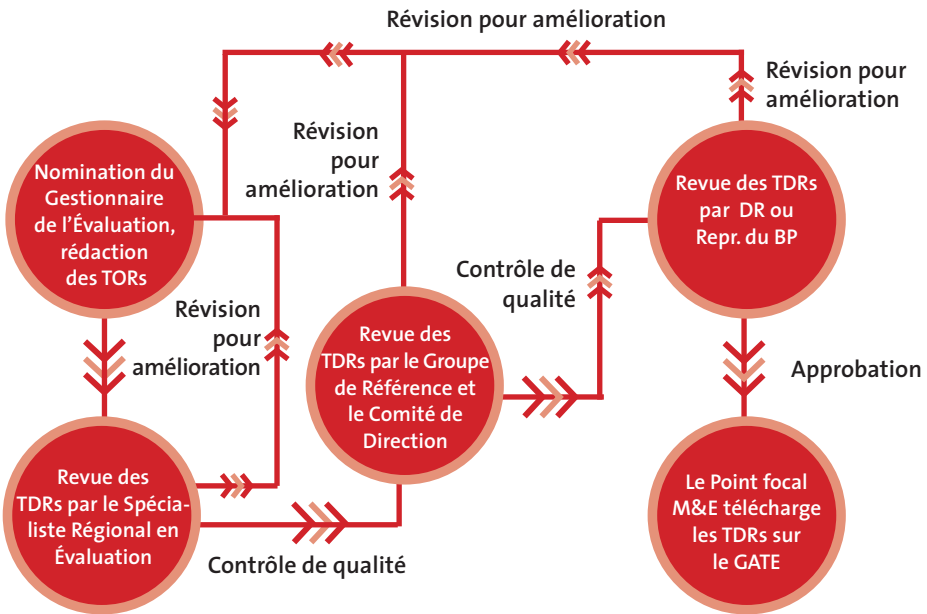 Révision pour amélioration
Révision pour
amélioration
Révision
pour
amélioration
Nomination du
Gestionnaire
de l’Évaluation,
rédaction
des TORs
Revue des TDRs
par DR ou
Repr. du BP
Contrôle de
qualité
Révision
pour
amélioration
Revue des
TDRs par le Groupe
de Référence et
le Comité de
Direction
Approbation
Revue des
TDRs par le Spécia-
liste Régional en
Évaluation
Le Point focal
M&E télécharge
les TDRs sur
le GATE
Contrôle de qualité